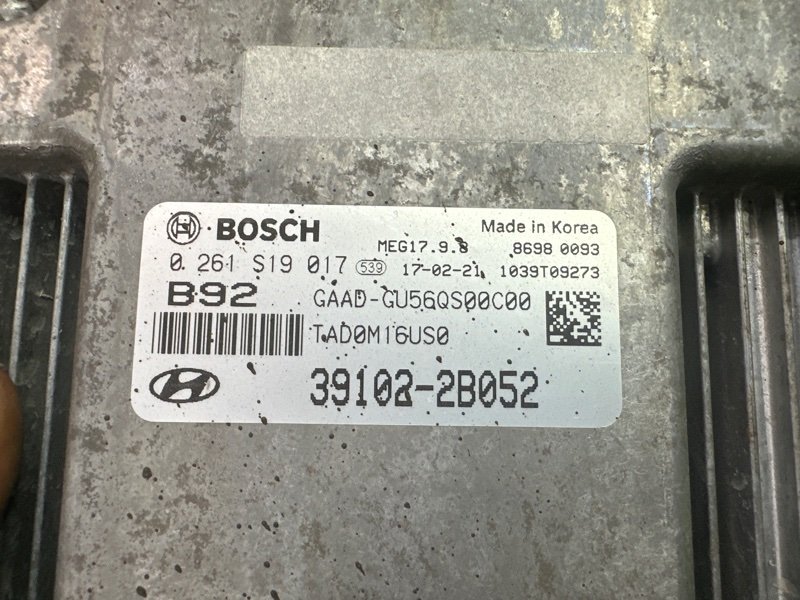 BOSCH
Made in Korea
MEG17.9.8 8698 0093
0 261 S19 017 539 17-02-21 1039T09273
B92 GAAD-GU56QS00C00
TAD0M16US0
39102-2B052